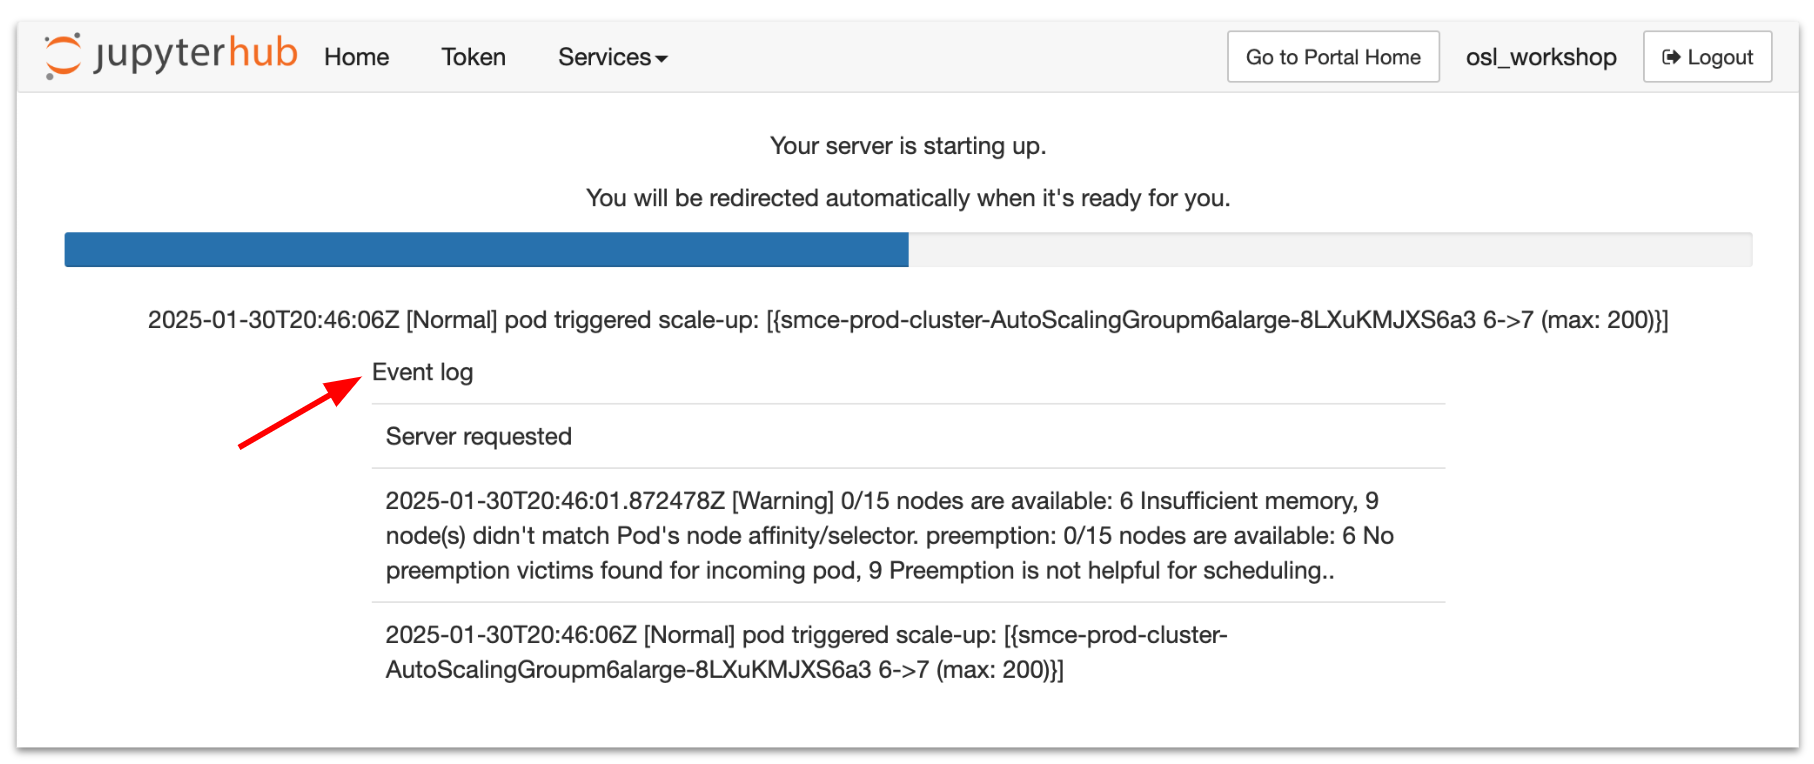 jupyterhub Home Token Services Go to Portal Home osl_workshop Logout
Your server is starting up.
You will be redirected automatically when it's ready for you.
2025-01-30T20:46:06Z [Normal] pod triggered scale-up: [{smce-prod-cluster-AutoScalingGroupm6alarge-8LXuKMJXS6a3 6->7 (max: 200)}]
Event log
Server requested
2025-01-30T20:46:01.872478Z [Warning] 0/15 nodes are available: 6 Insufficient memory, 9
node(s) didn't match Pod's node affinity/selector. preemption: 0/15 nodes are available: 6 No
preemption victims found for incoming pod, 9 Preemption is not helpful for scheduling..
2025-01-30T20:46:06Z [Normal] pod triggered scale-up: [{smce-prod-cluster-
AutoScalingGroupm6alarge-8LXuKMJXS6a3 6->7 (max: 200)}]